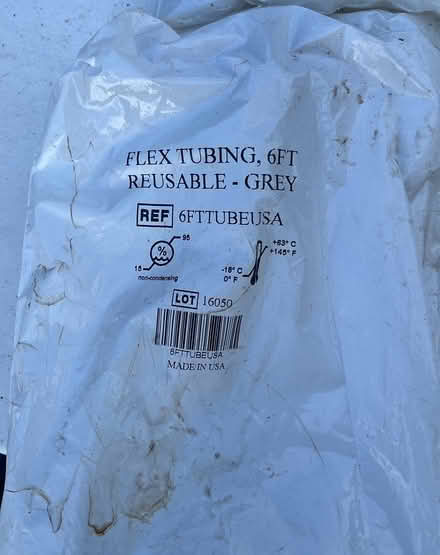 FLEX TUBING, 6FT
REUSABLE - GREY
REF 6FTTUBEUSA
%
95
15
non-condensing
+63° C
+145° F
-18° C
0° F
LOT 16050
6FTTUBEUSA
MADE IN USA